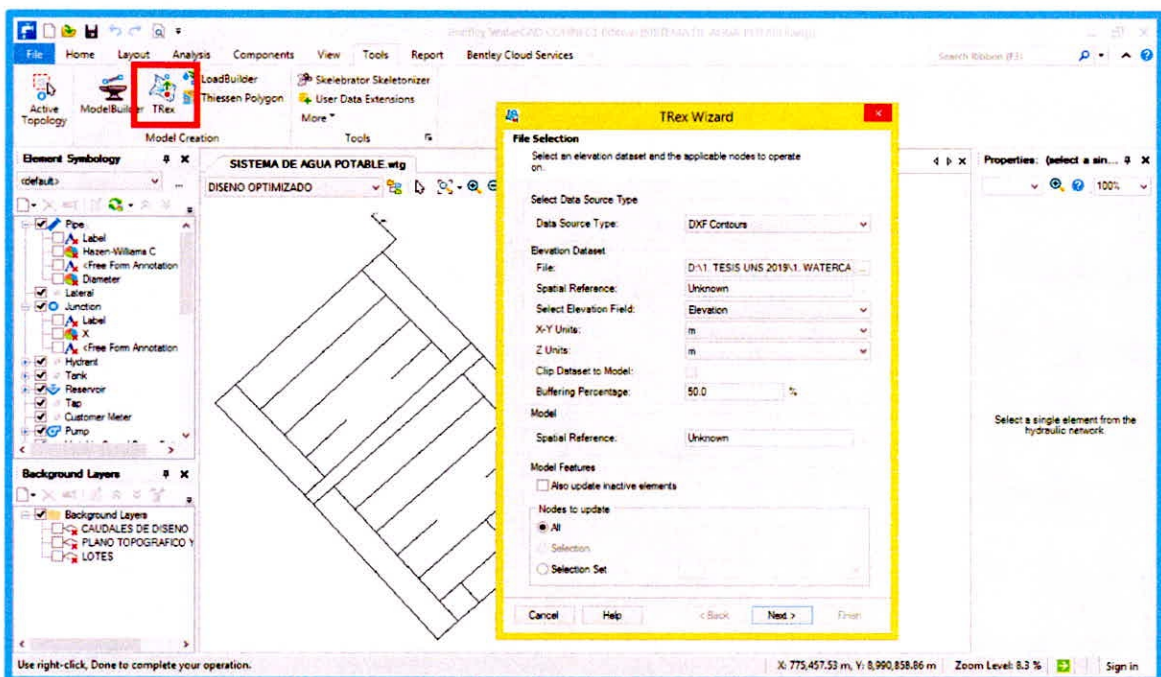 Bentley WaterCAD CONNECT Edition [SISTEMA DE AGUA POTABLE.wtg]
File Home Layout Analysis Components View Tools Report Bentley Cloud Services Search Ribbon (F3)
Active Topology
ModelBuilder
TRex
LoadBuilder
Thiessen Polygon
Model Creation
Skelebrator Skeletonizer
User Data Extensions
More
Tools
Element Symbology
<default>
Pipe
Label
Hazen-Williams C
<Free Form Annotation
Diameter
Lateral
Junction
Label
X
<Free Form Annotation
Hydrant
Tank
Reservoir
Tap
Customer Meter
Pump
Background Layers
Background Layers
CAUDALES DE DISENO
PLANO TOPOGRAFICO Y
LOTES
SISTEMA DE AGUA POTABLE.wtg
DISENO OPTIMIZADO
TRex Wizard
File Selection
Select an elevation dataset and the applicable nodes to operate
on.
Select Data Source Type
Data Source Type: DXF Contours
Elevation Dataset
File: D:\1. TESIS UNS 2019\1. WATERCA ...
Spatial Reference: Unknown
Select Elevation Field: Elevation
X-Y Units: m
Z Units: m
Clip Dataset to Model:
Buffering Percentage: 50.0 %
Model
Spatial Reference: Unknown
Model Features
Also update inactive elements
Nodes to update
All
Selection
Selection Set
Cancel Help < Back Next > Finish
Properties: (select a sin...
100%
Select a single element from the
hydraulic network.
Use right-click, Done to complete your operation. X: 775,457.53 m, Y: 8,990,858.86 m Zoom Level: 8.3 % Sign in